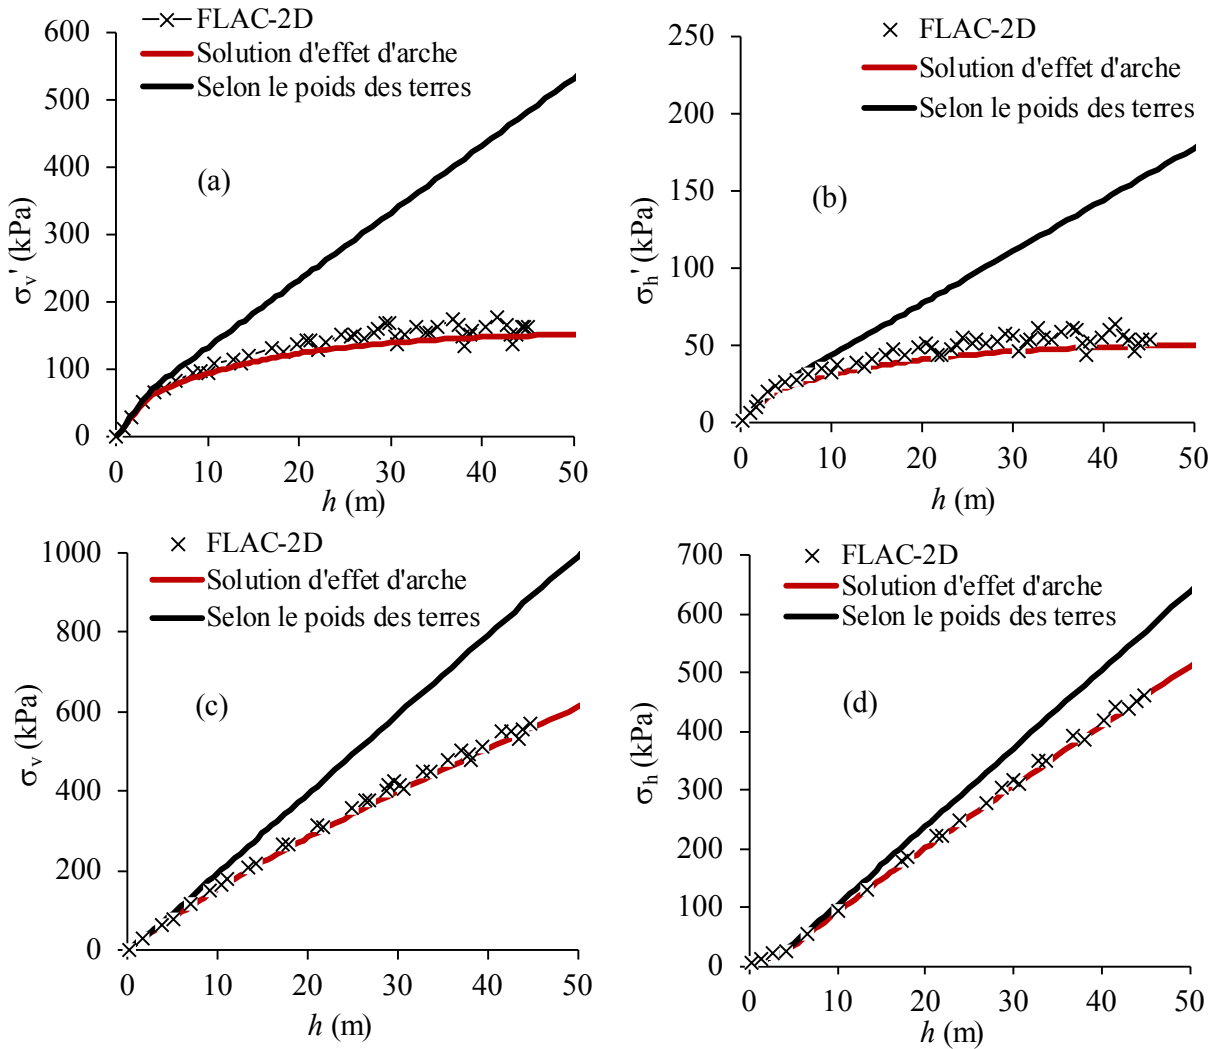 FLAC-2D
Solution d'effet d'arche
Selon le poids des terres
600
500
400
300
200
100
0
σv' (kPa)
(a)
0 10 20 30 40 50
h (m)
FLAC-2D
Solution d'effet d'arche
Selon le poids des terres
250
200
150
100
50
0
σh' (kPa)
(b)
0 10 20 30 40 50
h (m)
FLAC-2D
Solution d'effet d'arche
Selon le poids des terres
1000
800
600
400
200
0
σv (kPa)
(c)
0 10 20 30 40 50
h (m)
FLAC-2D
Solution d'effet d'arche
Selon le poids des terres
700
600
500
400
300
200
100
0
σh (kPa)
(d)
0 10 20 30 40 50
h (m)